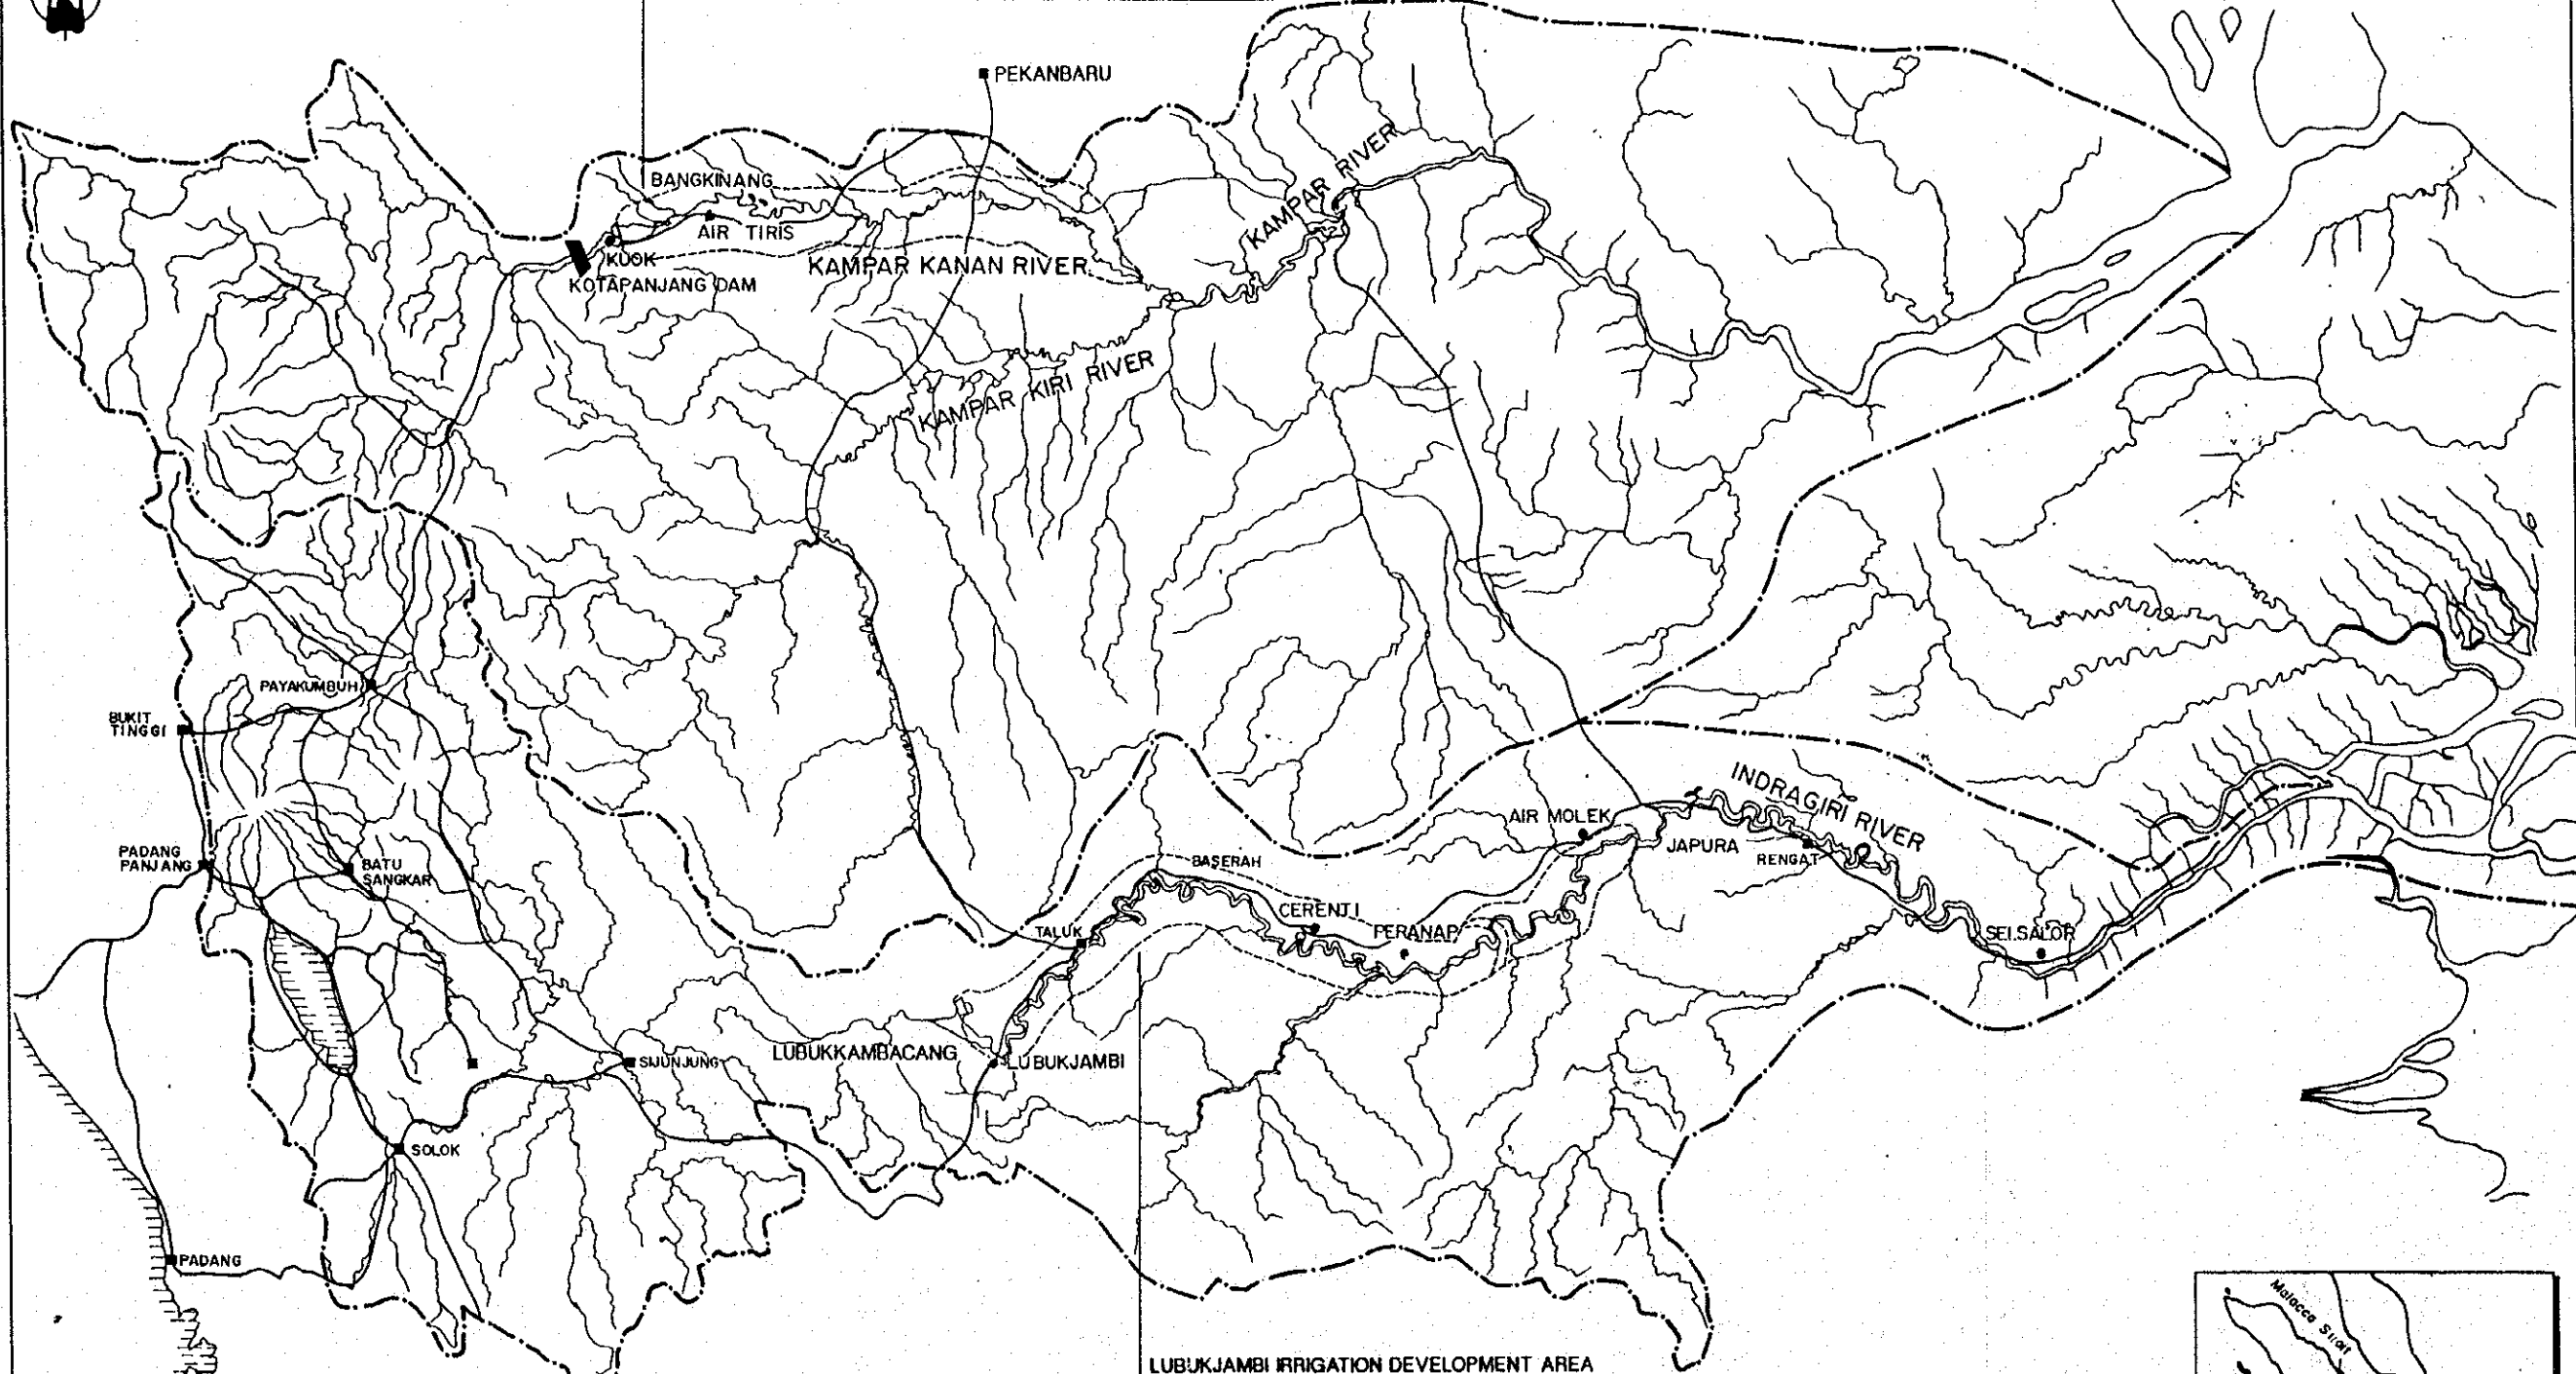 PEKANBARU
KAMPAR RIVER
BANGKINANG
AIR TIRIS
KUOK
KAMPAR KANAN RIVER
KOTAPANJANG DAM
KAMPAR KIRI RIVER
PAYAKUMBUH
BUKIT
TINGGI
INDRAGIRI RIVER
AIR MOLEK
JAPURA
RENGAT
PADANG
PANJANG
BATU
SANGKAR
BASERAH
CERENTI
PERANAP
TALUK
SEI.SALOR
LUBUKKAMBACANG
LUBUKJAMBI
SIJUNJUNG
SOLOK
PADANG
Malacca Strait
LUBUKJAMBI IRRIGATION DEVELOPMENT AREA